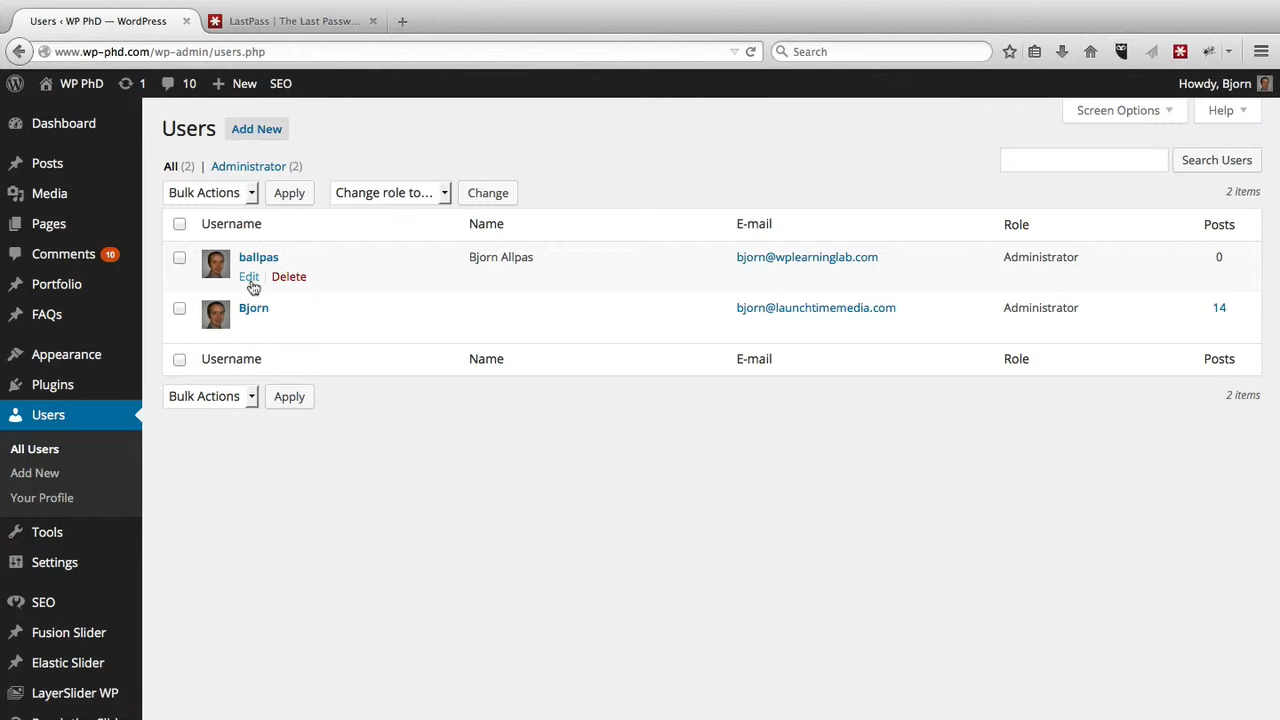 Users ‹ WP PhD — WordPress × LastPass | The Last Passw... × +
www.wp-phd.com/wp-admin/users.php Search
WP PhD 1 10 + New SEO Howdy, Bjorn
Screen Options Help
Dashboard
Posts
Media
Pages
Comments 10
Portfolio
FAQs
Appearance
Plugins
Users
All Users
Add New
Your Profile
Tools
Settings
SEO
Fusion Slider
Elastic Slider
LayerSlider WP
Users Add New
All (2) | Administrator (2)
Search Users
Bulk Actions Apply Change role to... Change 2 items
Username Name E-mail Role Posts
ballpas Bjorn Allpas bjorn@wplearninglab.com Administrator 0
Edit | Delete
Bjorn bjorn@launchtimemedia.com Administrator 14
Username Name E-mail Role Posts
Bulk Actions Apply 2 items